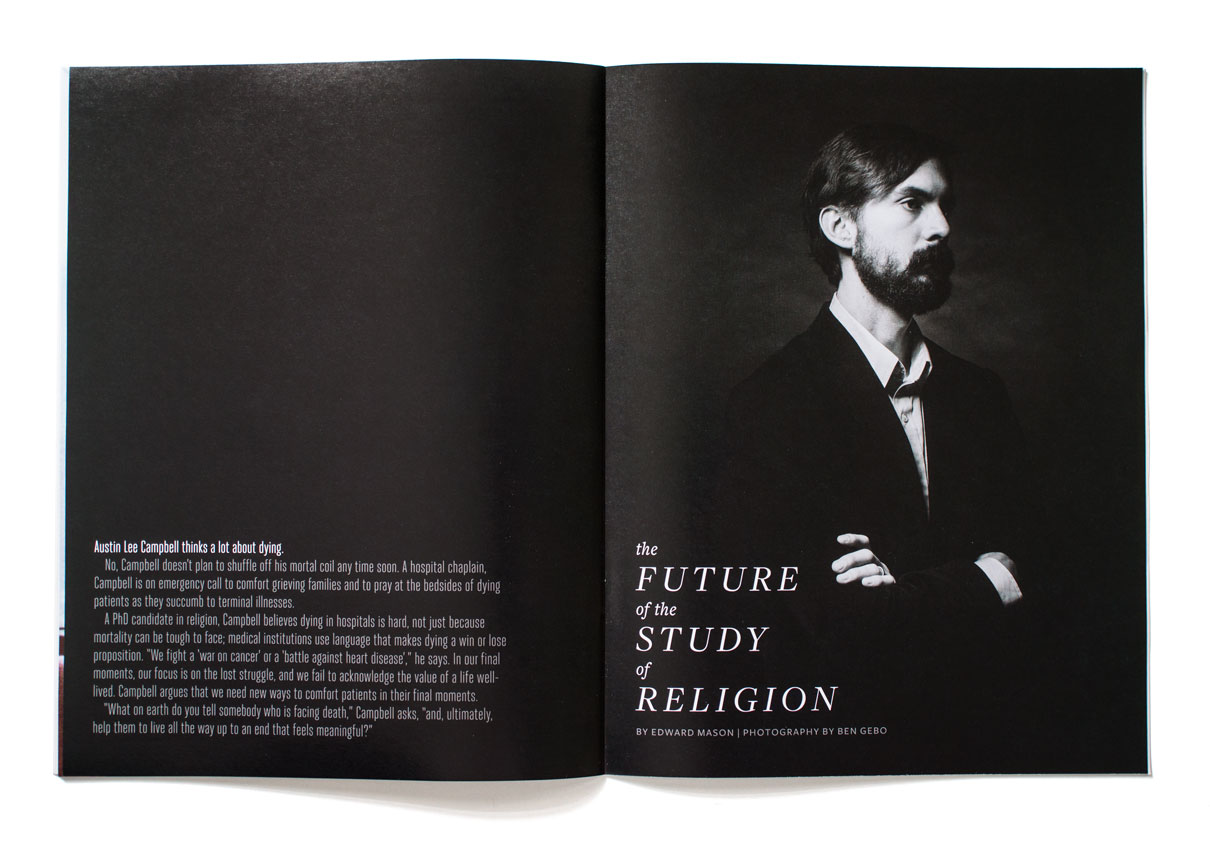 Austin Lee Campbell thinks a lot about dying.
No, Campbell doesn't plan to shuffle off his mortal coil any time soon. A hospital chaplain,
Campbell is on emergency call to comfort grieving families and to pray at the bedsides of dying
patients as they succumb to terminal illnesses.
A PhD candidate in religion, Campbell believes dying in hospitals is hard, not just because
mortality can be tough to face; medical institutions use language that makes dying a win or lose
proposition. "We fight a 'war on cancer' or a 'battle against heart disease'," he says. In our final
moments, our focus is on the lost struggle, and we fail to acknowledge the value of a life well-
lived. Campbell argues that we need new ways to comfort patients in their final moments.
"What on earth do you tell somebody who is facing death," Campbell asks, "and, ultimately,
help them to live all the way up to an end that feels meaningful?"
the
FUTURE
of the
STUDY
of
RELIGION
BY EDWARD MASON | PHOTOGRAPHY BY BEN GEBO